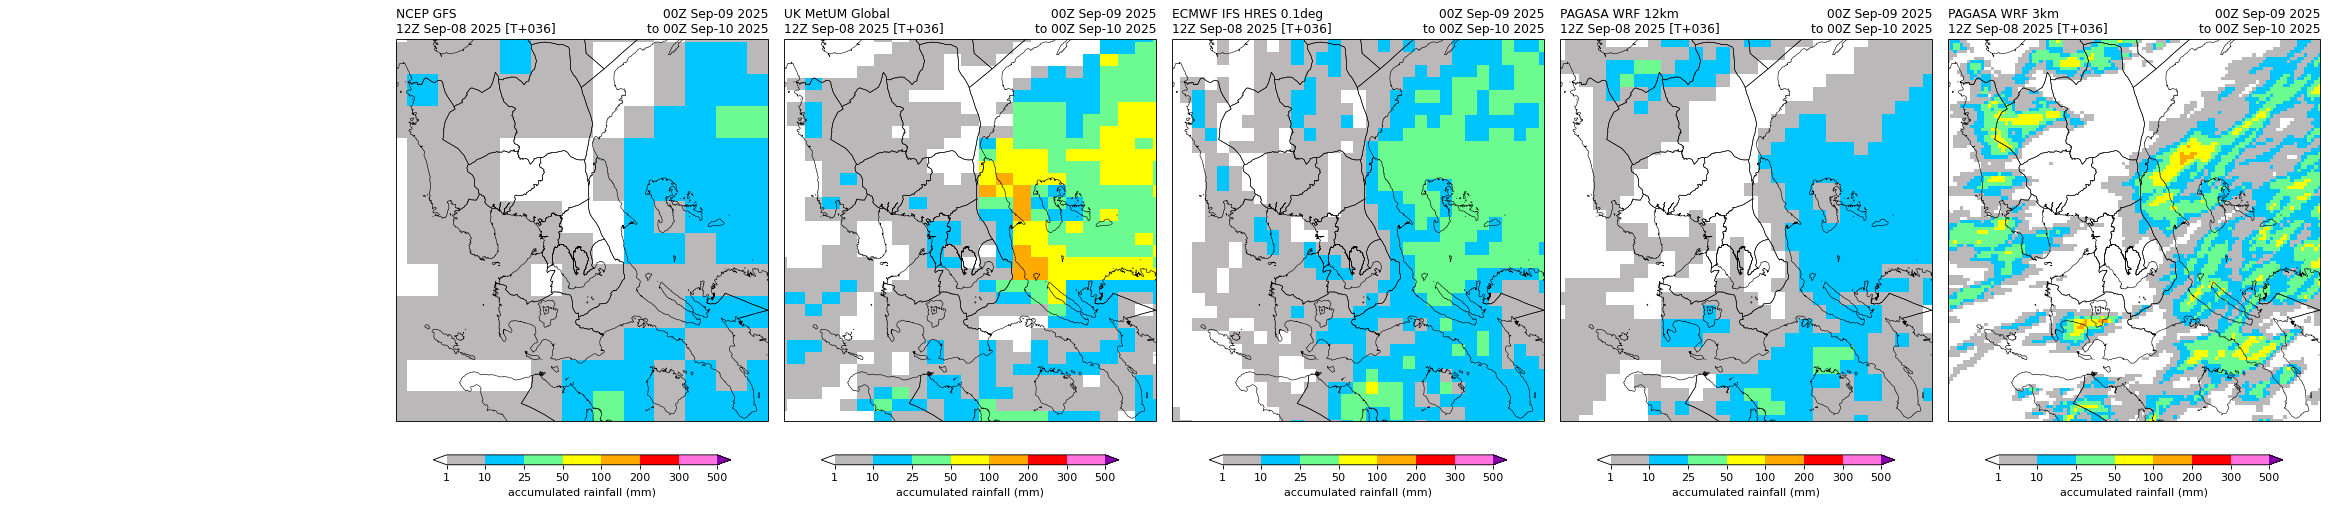 NCEP GFS 00Z Sep-09 2025
12Z Sep-08 2025 [T+036] to 00Z Sep-10 2025
1 10 25 50 100 200 300 500
accumulated rainfall (mm)
UK MetUM Global 00Z Sep-09 2025
12Z Sep-08 2025 [T+036] to 00Z Sep-10 2025
1 10 25 50 100 200 300 500
accumulated rainfall (mm)
ECMWF IFS HRES 0.1deg 00Z Sep-09 2025
12Z Sep-08 2025 [T+036] to 00Z Sep-10 2025
1 10 25 50 100 200 300 500
accumulated rainfall (mm)
PAGASA WRF 12km 00Z Sep-09 2025
12Z Sep-08 2025 [T+036] to 00Z Sep-10 2025
1 10 25 50 100 200 300 500
accumulated rainfall (mm)
PAGASA WRF 3km 00Z Sep-09 2025
12Z Sep-08 2025 [T+036] to 00Z Sep-10 2025
1 10 25 50 100 200 300 500
accumulated rainfall (mm)